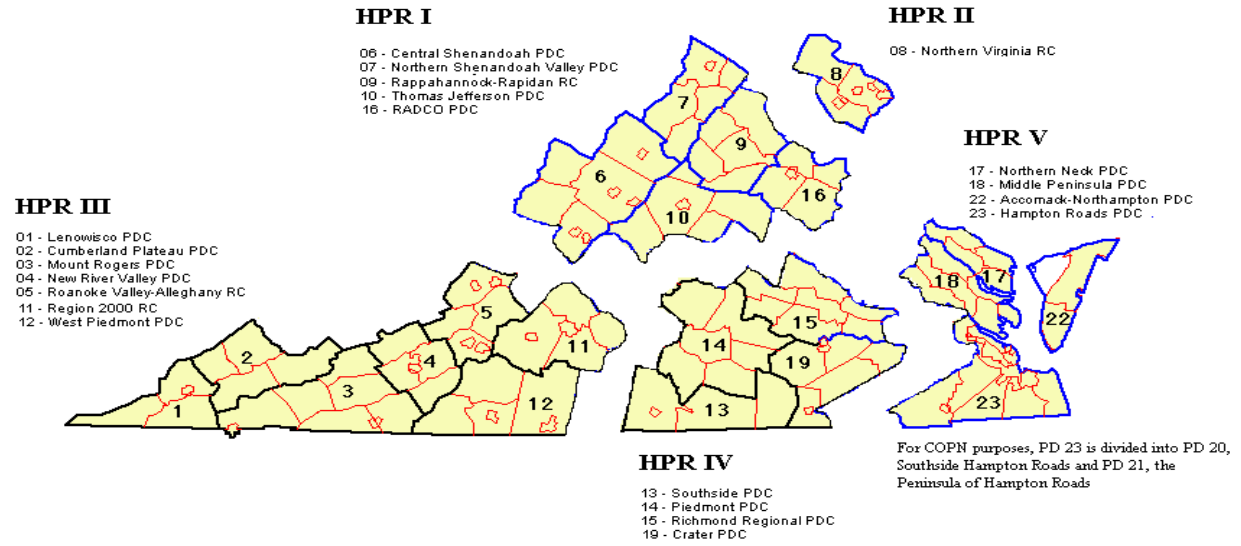 HPR I
06 - Central Shenandoah PDC
07 - Northern Shenandoah Valley PDC
09 - Rappahannock-Rapidan RC
10 - Thomas Jefferson PDC
16 - RADCO PDC
HPR II
08 - Northern Virginia RC
8
7
9
6
16
10
HPR V
17 - Northern Neck PDC
18 - Middle Peninsula PDC
22 - Accomack-Northampton PDC
23 - Hampton Roads PDC
HPR III
01 - Lenowisco PDC
02 - Cumberland Plateau PDC
03 - Mount Rogers PDC
04 - New River Valley PDC
05 - Roanoke Valley-Alleghany RC
11 - Region 2000 RC
12 - West Piedmont PDC
5
2
4
11
3
1
12
15
14
19
13
17
18
22
23
For COPN purposes, PD 23 is divided into PD 20,
Southside Hampton Roads and PD 21, the
Peninsula of Hampton Roads
HPR IV
13 - Southside PDC
14 - Piedmont PDC
15 - Richmond Regional PDC
19 - Crater PDC